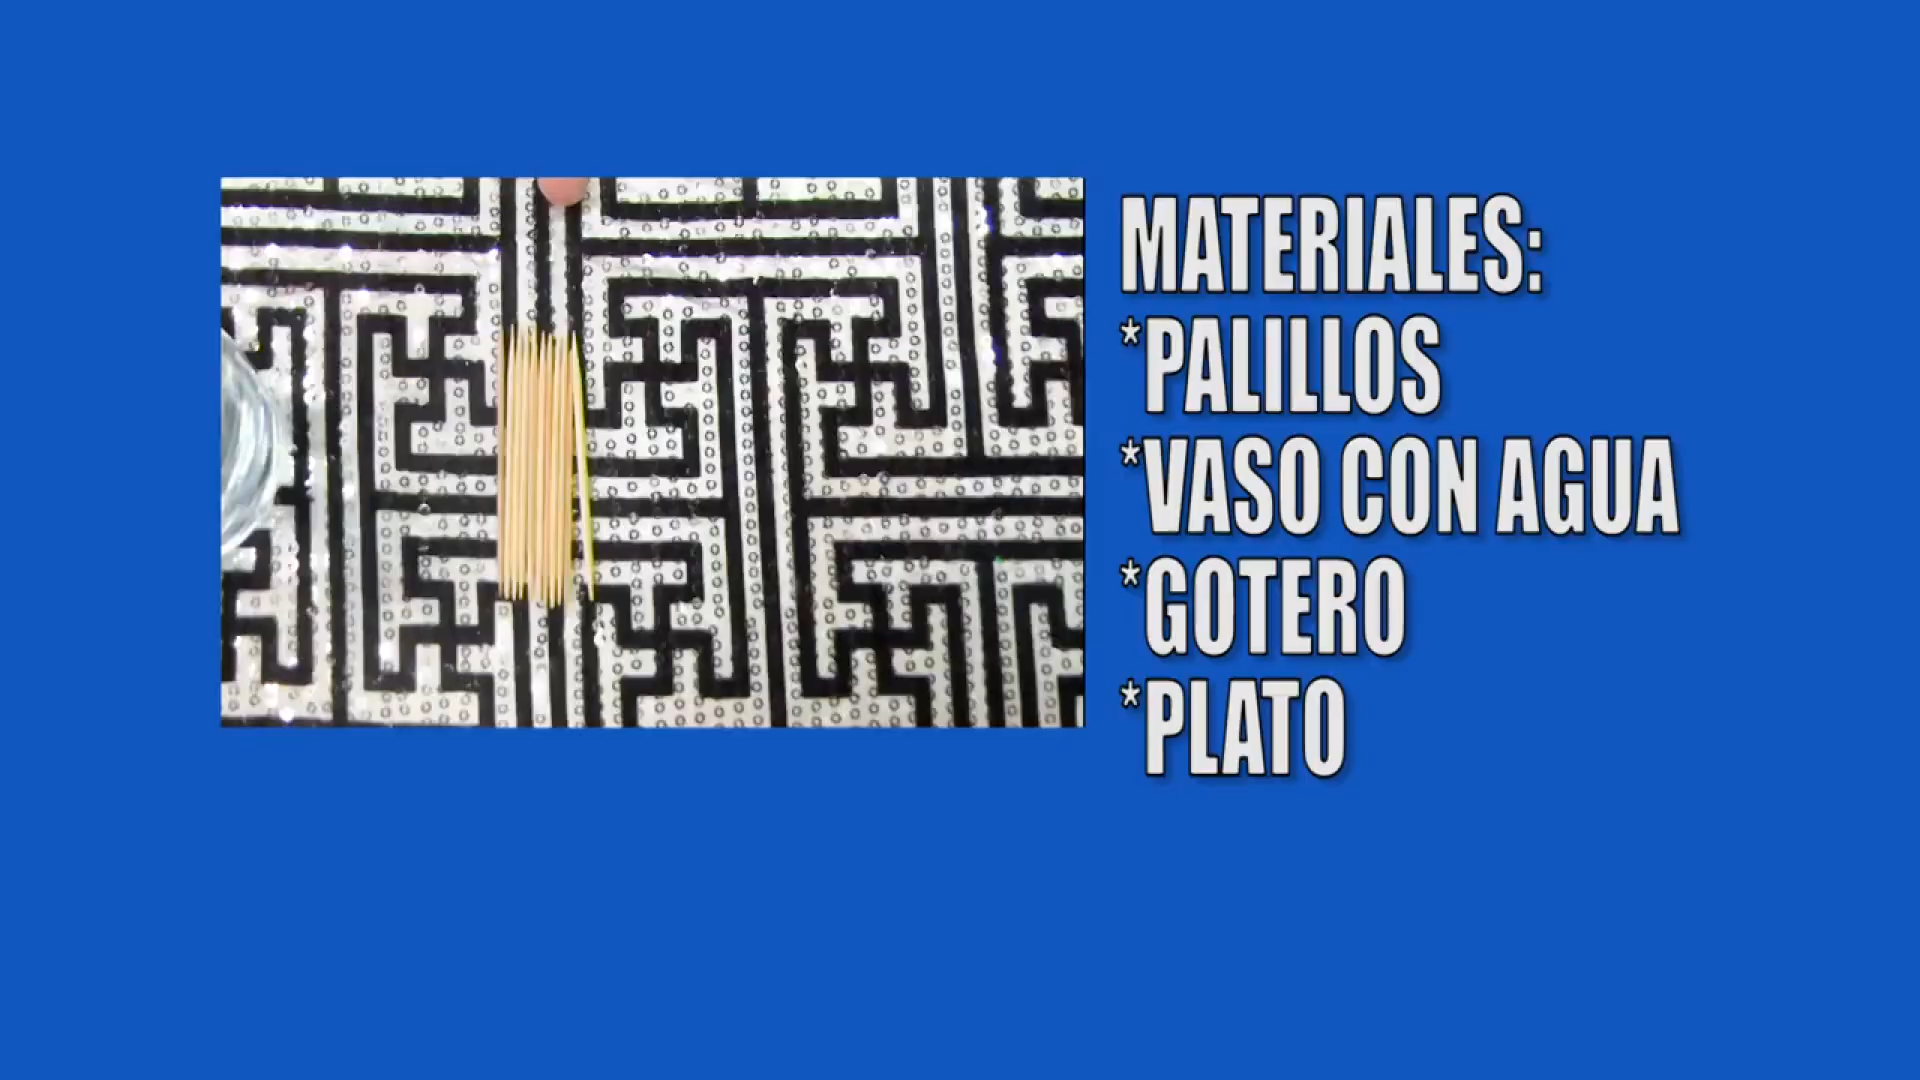 MATERIALES:
*PALILLOS
*VASO CON AGUA
*GOTERO
*PLATO